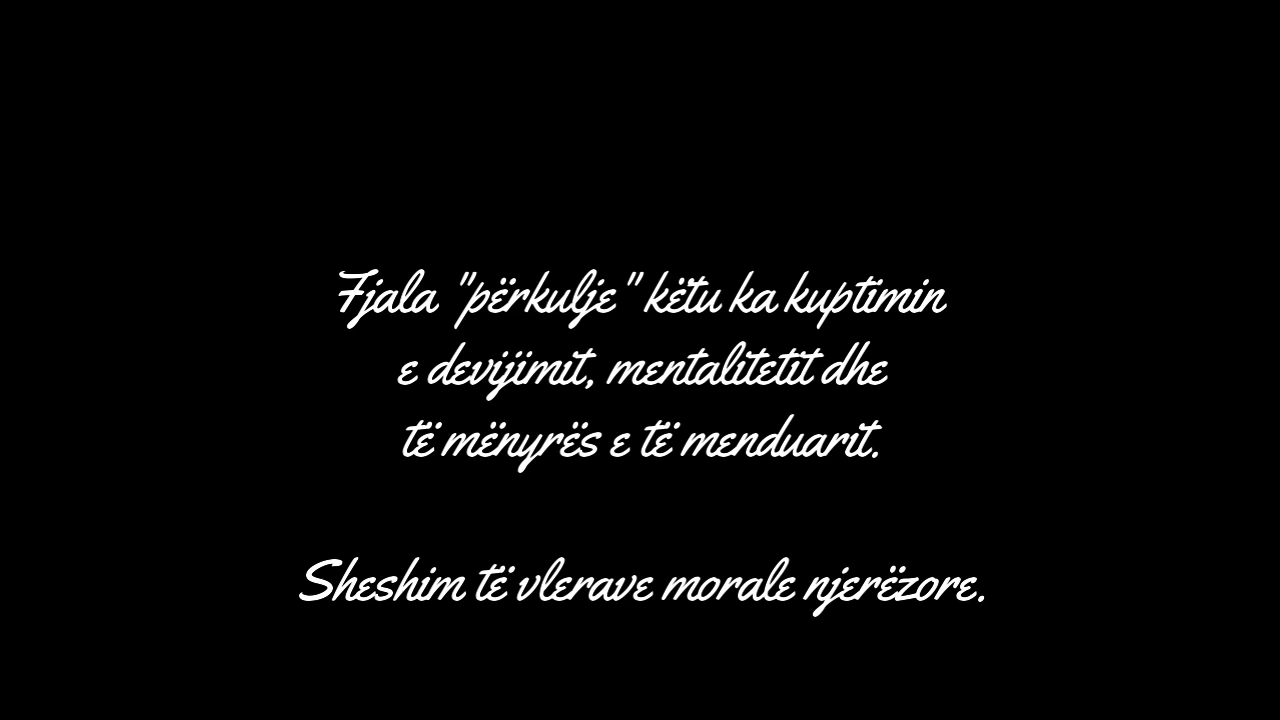 Fjala "përkulje" këtu ka kuptimin
e devijimit, mentalitetit dhe
të mënyrës e të menduarit.
Sheshim të vlerave morale njerëzore.